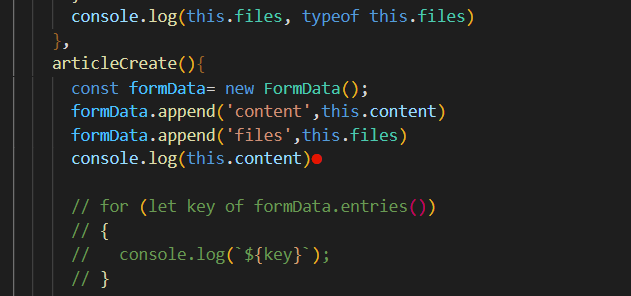 console.log(this.files, typeof this.files)
},
articleCreate(){
const formData= new FormData();
formData.append('content',this.content)
formData.append('files',this.files)
console.log(this.content)
// for (let key of formData.entries())
// {
//   console.log(`${key}`);
// }